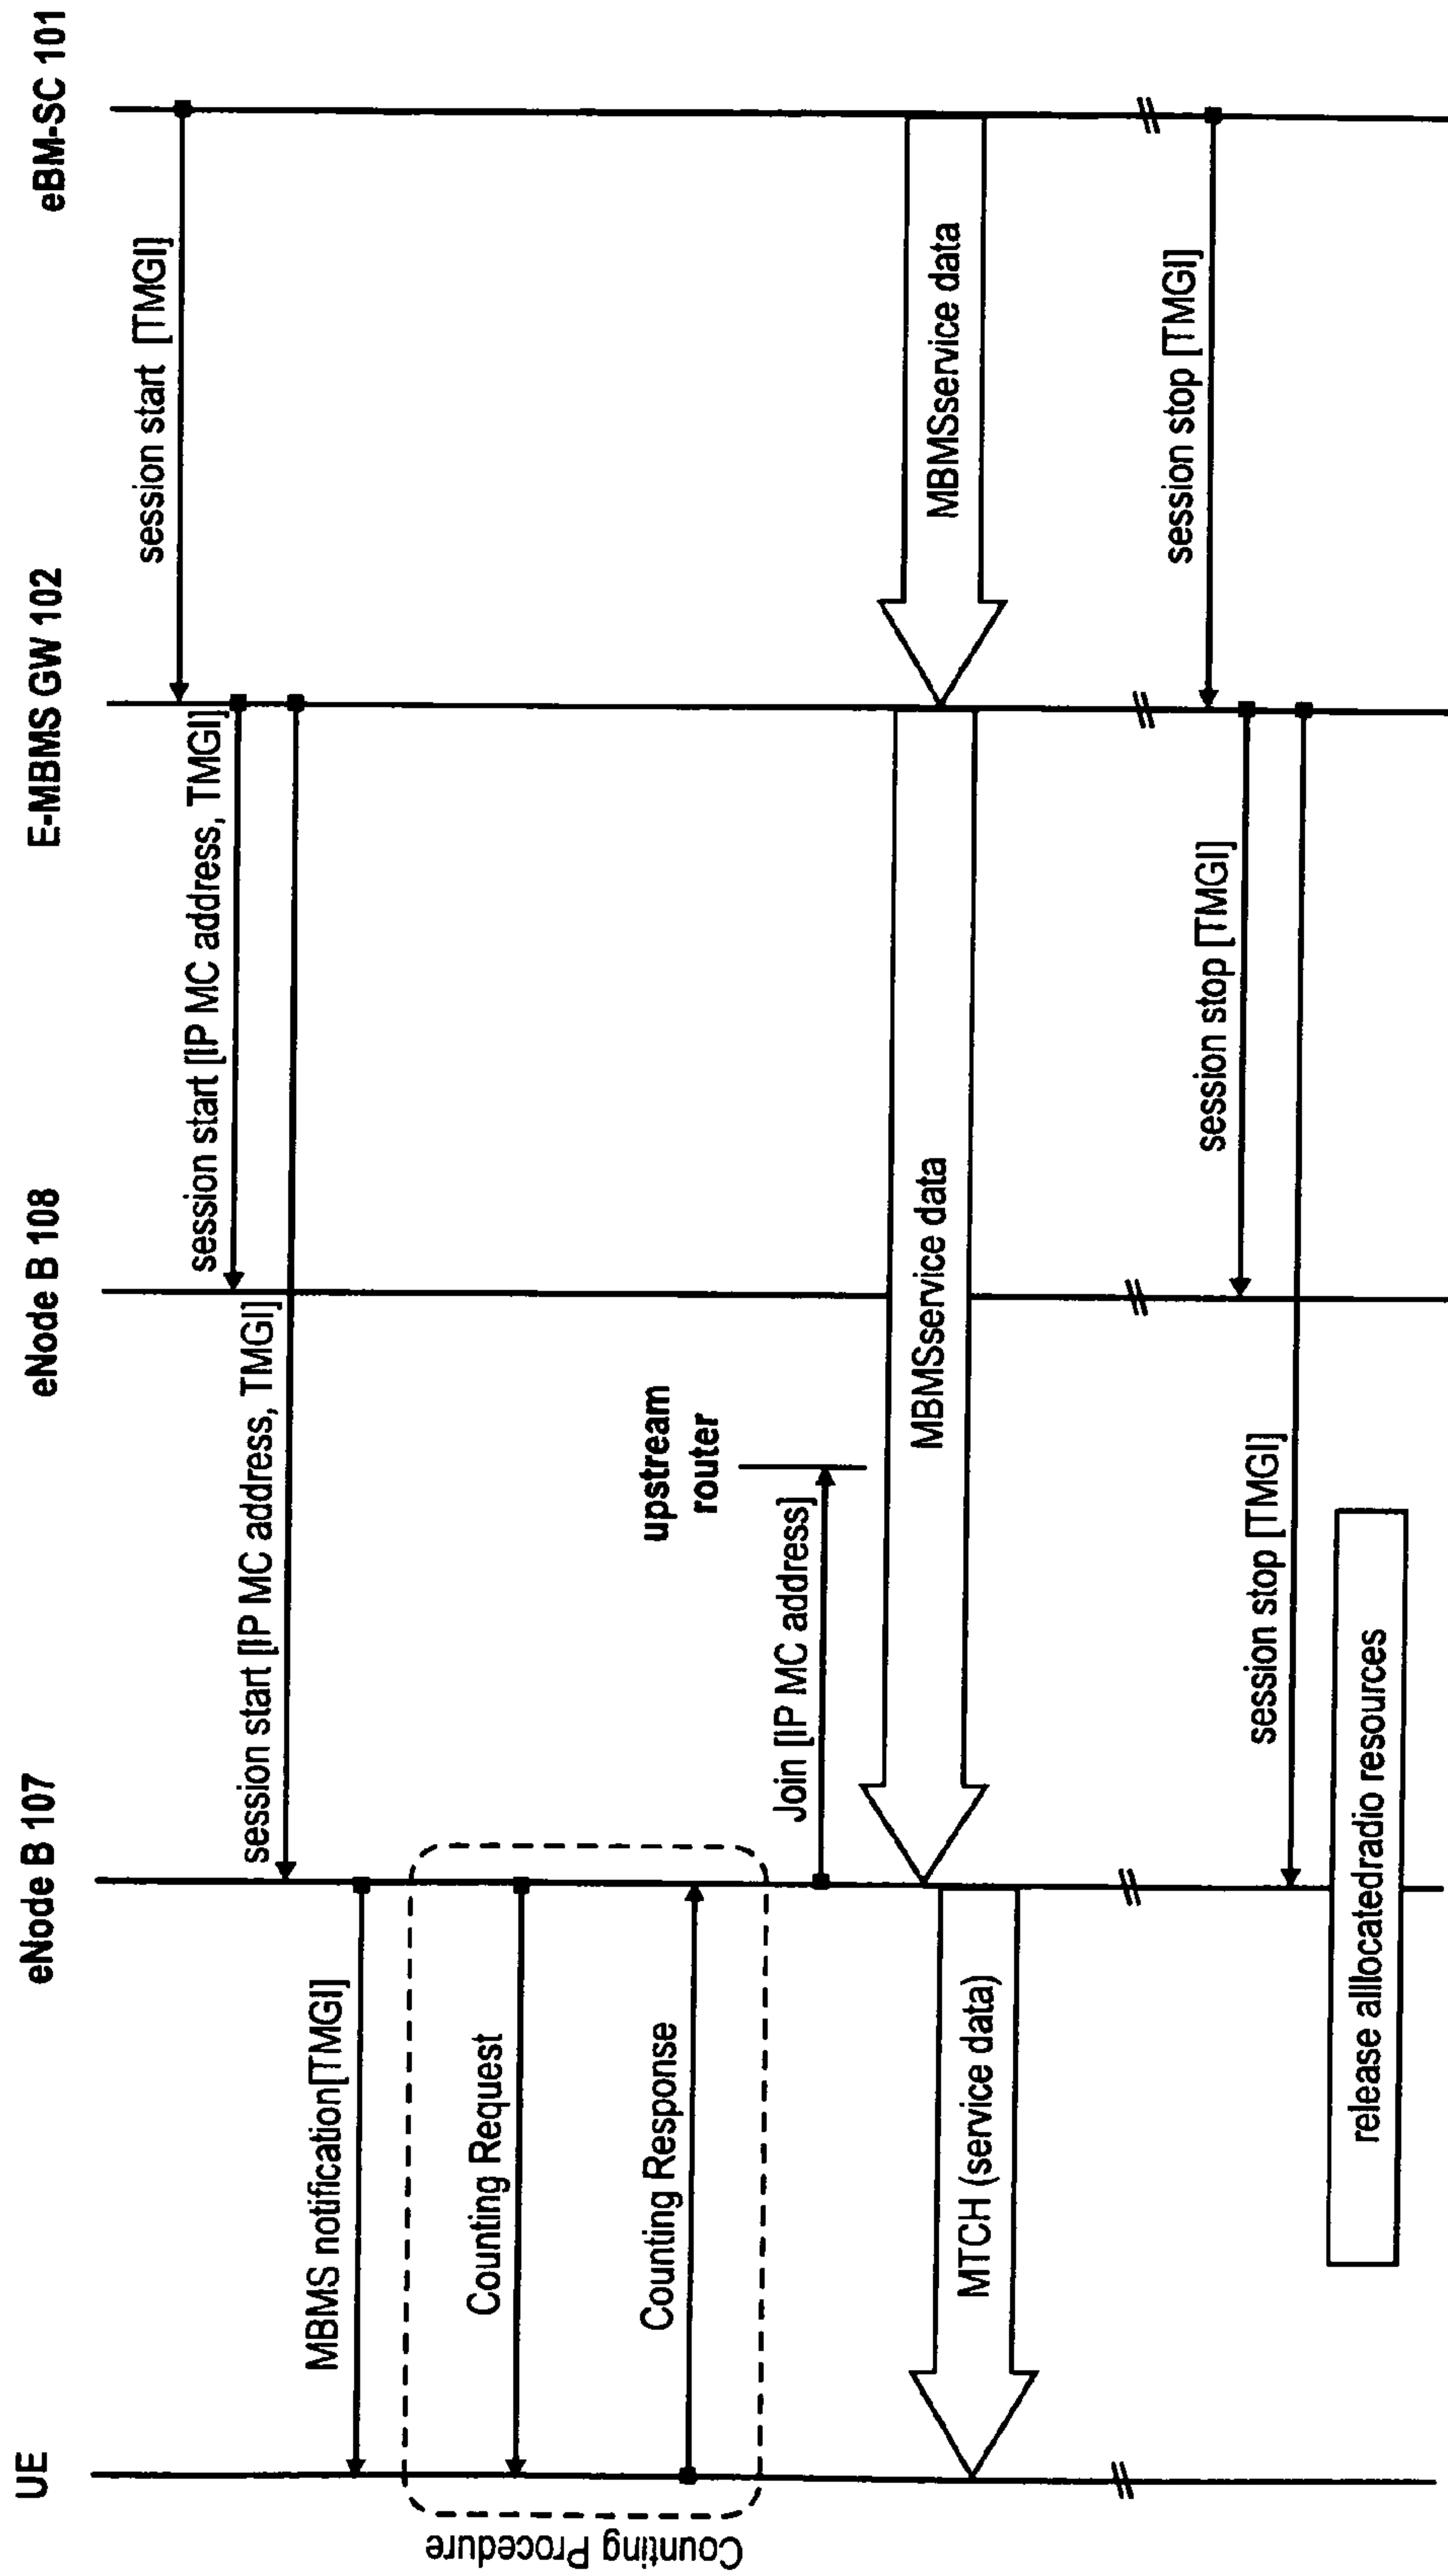 UE
eNode B 107
eNode B 108
E-MBMS GW 102
eBM-SC 101
session start [TMGI]
session start [IP MC address, TMGI]
session start [IP MC address, TMGI]
MBMS notification[TMGI]
Counting Procedure
Counting Request
Counting Response
upstream
router
Join [IP MC address]
MBMSservice data
MBMSservice data
MTCH (service data)
session stop [TMGI]
session stop [TMGI]
session stop [TMGI]
release alllocatedradio resources